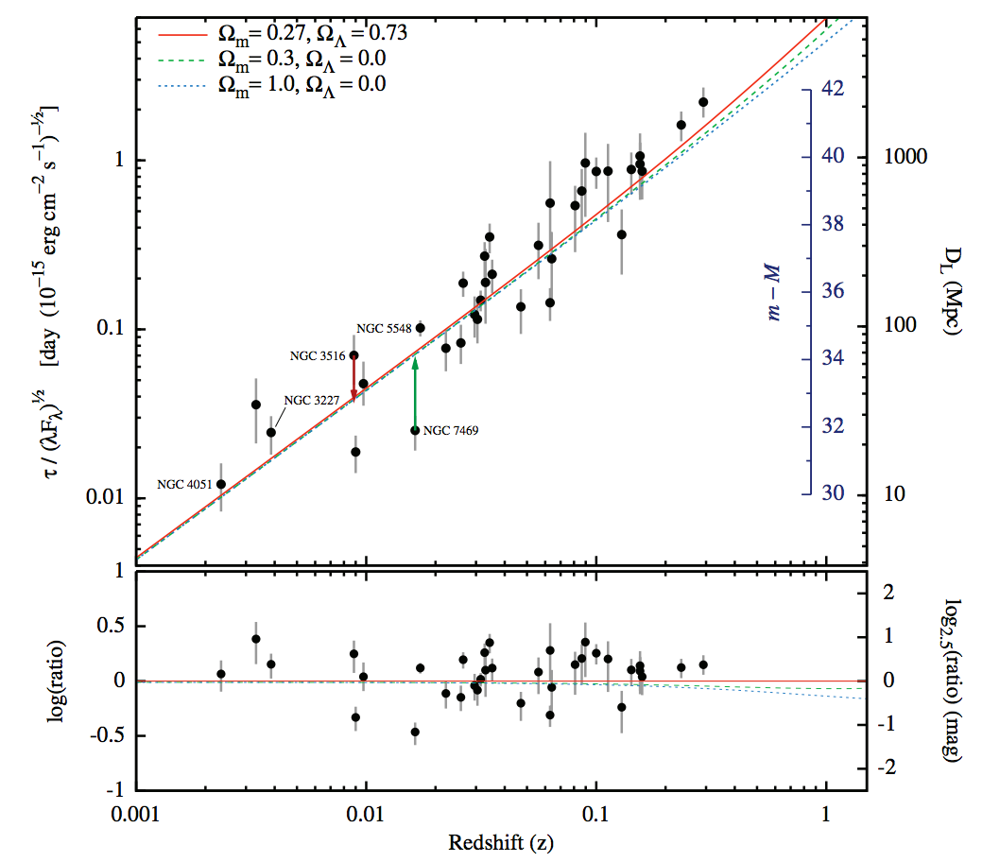 Ωm= 0.27, ΩΛ= 0.73
Ωm= 0.3, ΩΛ= 0.0
Ωm= 1.0, ΩΛ= 0.0
τ / (λFλ)^½ [day (10−15 erg cm−2 s−1)−½]
1
0.1
0.01
42
40
38
36
34
32
30
m − M
1000
100
10
DL (Mpc)
NGC 5548
NGC 3516
NGC 3227
NGC 7469
NGC 4051
1
0.5
0
-0.5
-1
log(ratio)
2
1
0
-1
-2
log2.5(ratio) (mag)
0.001
0.01
0.1
1
Redshift (z)